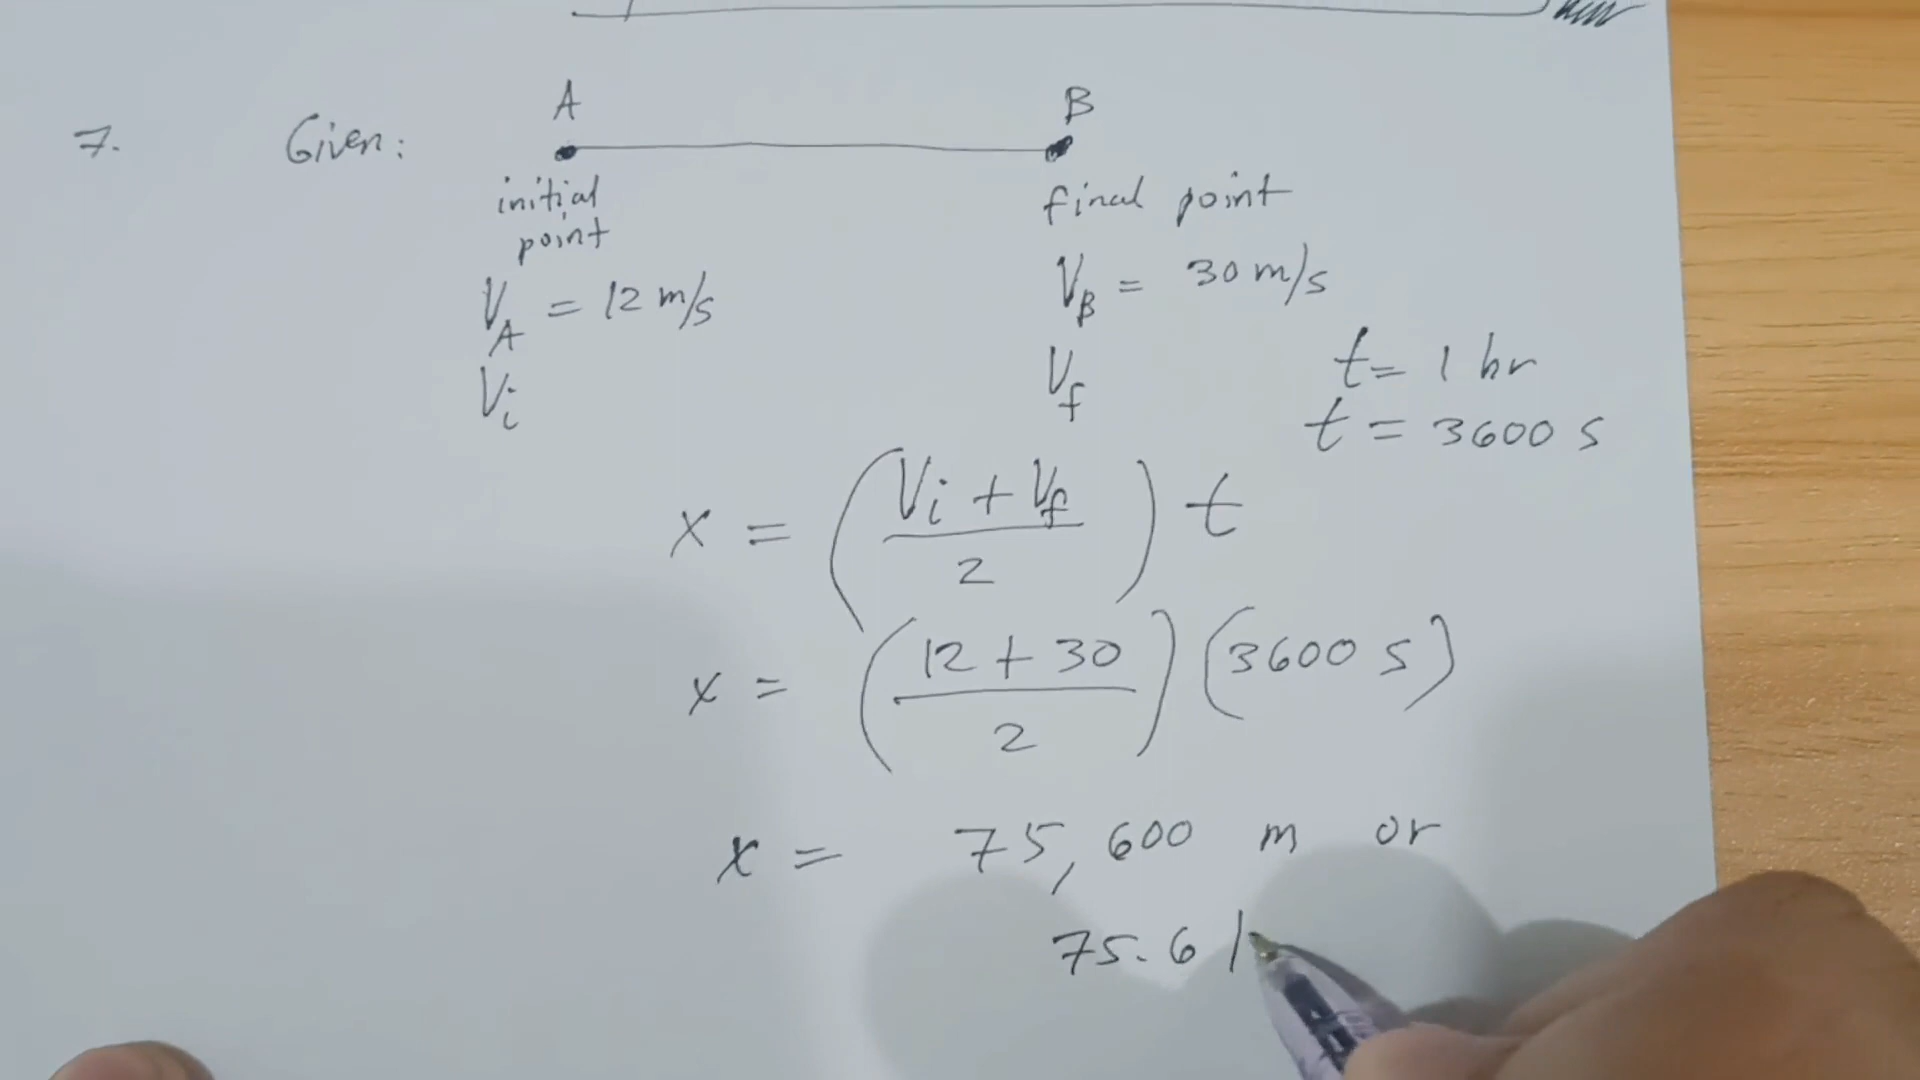 A B
7. Given:
initial point
final point
V_A = 12 m/s
V_B = 30 m/s
V_i
V_f
t = 1 hr
t = 3600 s
x = (V_i + V_f / 2) t
x = (12 + 30 / 2) (3600 s)
x = 75,600 m or
75.6